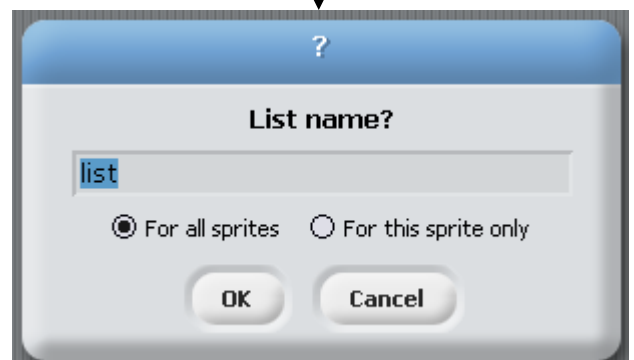 ?
List name?
list
For all sprites For this sprite only
OK Cancel